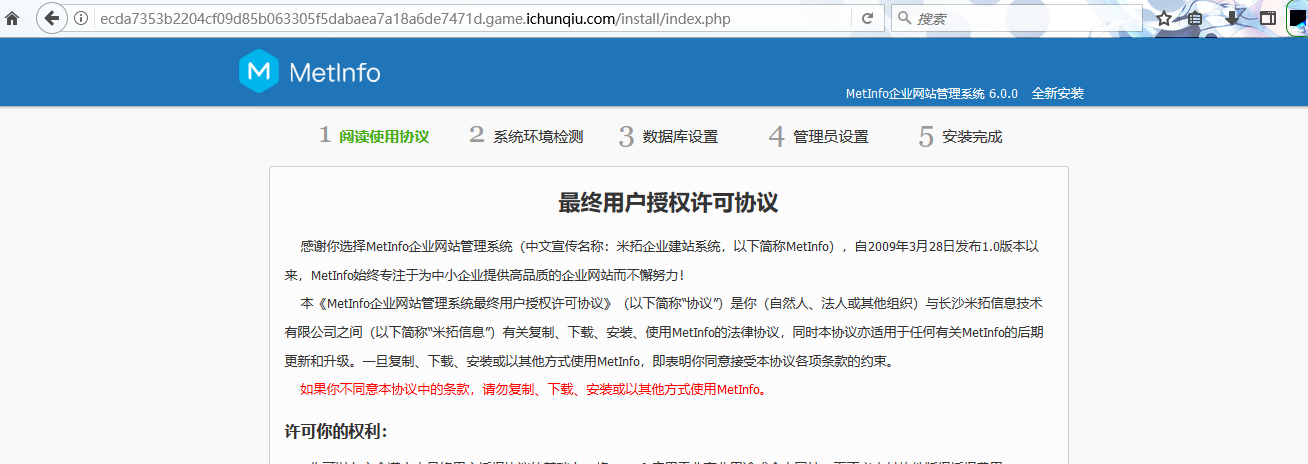 ecda7353b2204cf09d85b063305f5dabaea7a18a6de7471d.game.ichunqiu.com/install/index.php
搜索
M MetInfo
MetInfo企业网站管理系统 6.0.0 全新安装
1 阅读使用协议 2 系统环境检测 3 数据库设置 4 管理员设置 5 安装完成
最终用户授权许可协议
感谢你选择MetInfo企业网站管理系统（中文宣传名称：米拓企业建站系统，以下简称MetInfo），自2009年3月28日发布1.0版本以
来，MetInfo始终专注于为中小企业提供高品质的企业网站而不懈努力！
本《MetInfo企业网站管理系统最终用户授权许可协议》（以下简称“协议”）是你（自然人、法人或其他组织）与长沙米拓信息技术
有限公司之间（以下简称“米拓信息”）有关复制、下载、安装、使用MetInfo的法律协议，同时本协议亦适用于任何有关MetInfo的后期
更新和升级。一旦复制、下载、安装或以其他方式使用MetInfo，即表明你同意接受本协议各项条款的约束。
如果你不同意本协议中的条款，请勿复制、下载、安装或以其他方式使用MetInfo。
许可你的权利：